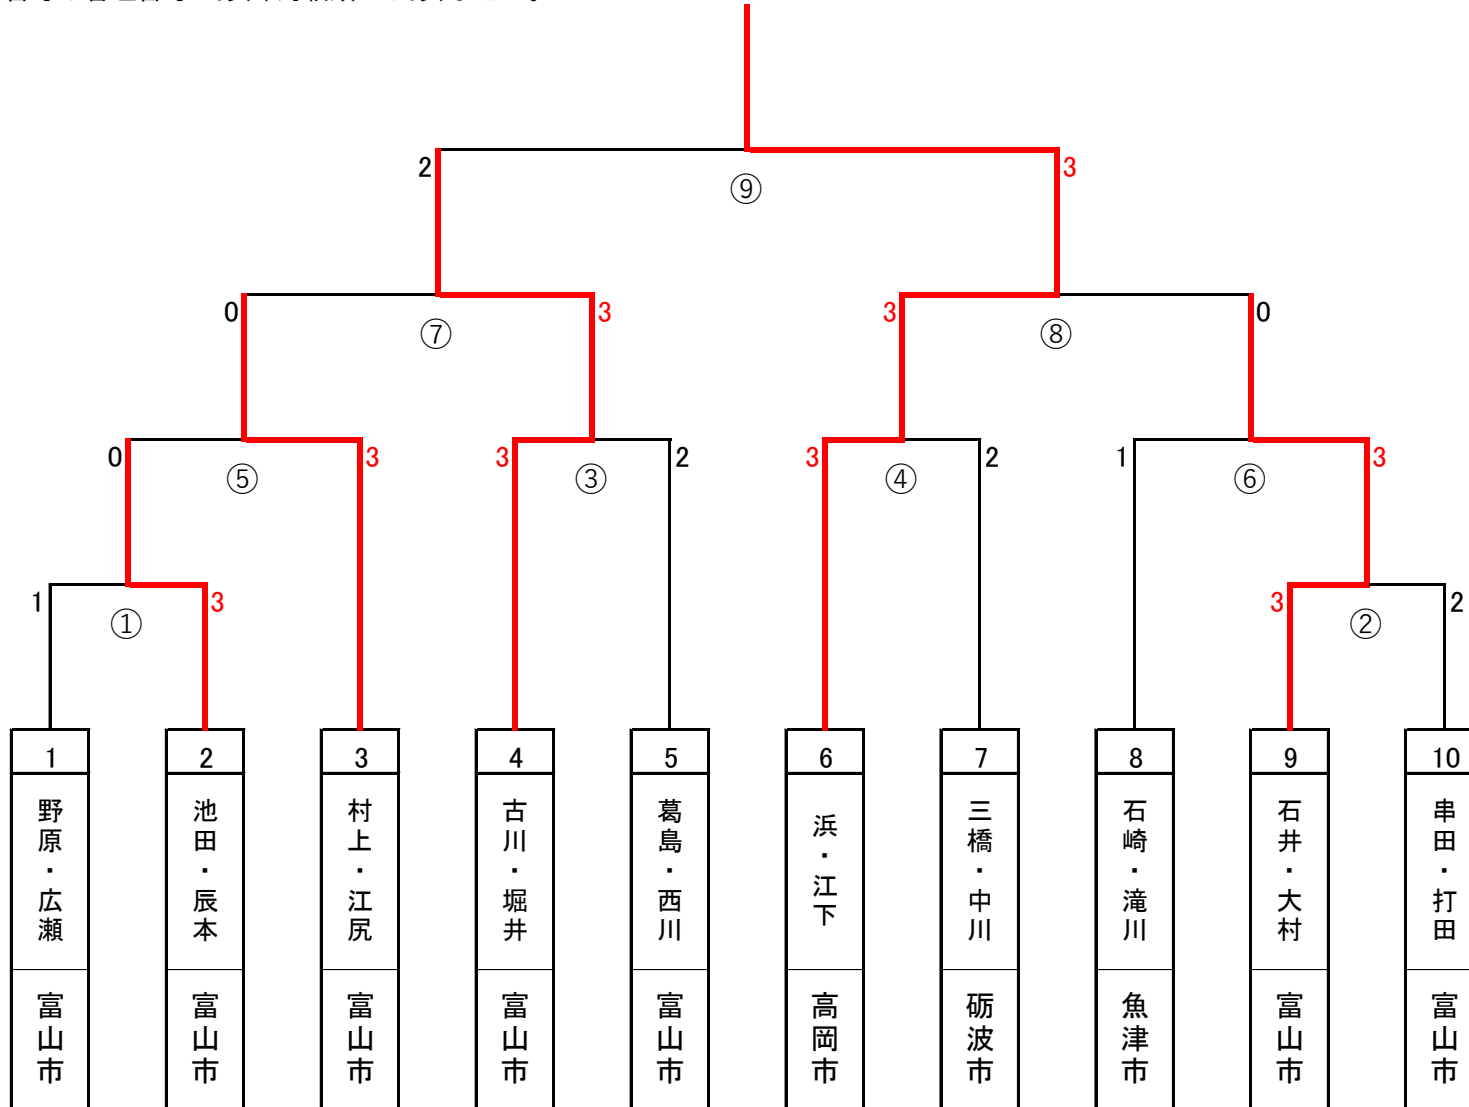 2
3
⑨
0
3
3
0
⑦
⑧
0
3
3
2
3
2
1
3
⑤
③
④
⑥
1
3
3
2
①
②
1
2
3
4
5
6
7
8
9
10
野原・広瀬
池田・辰本
村上・江尻
古川・堀井
葛島・西川
浜・江下
三橋・中川
石崎・滝川
石井・大村
串田・打田
富山市
富山市
富山市
富山市
富山市
高岡市
砺波市
魚津市
富山市
富山市